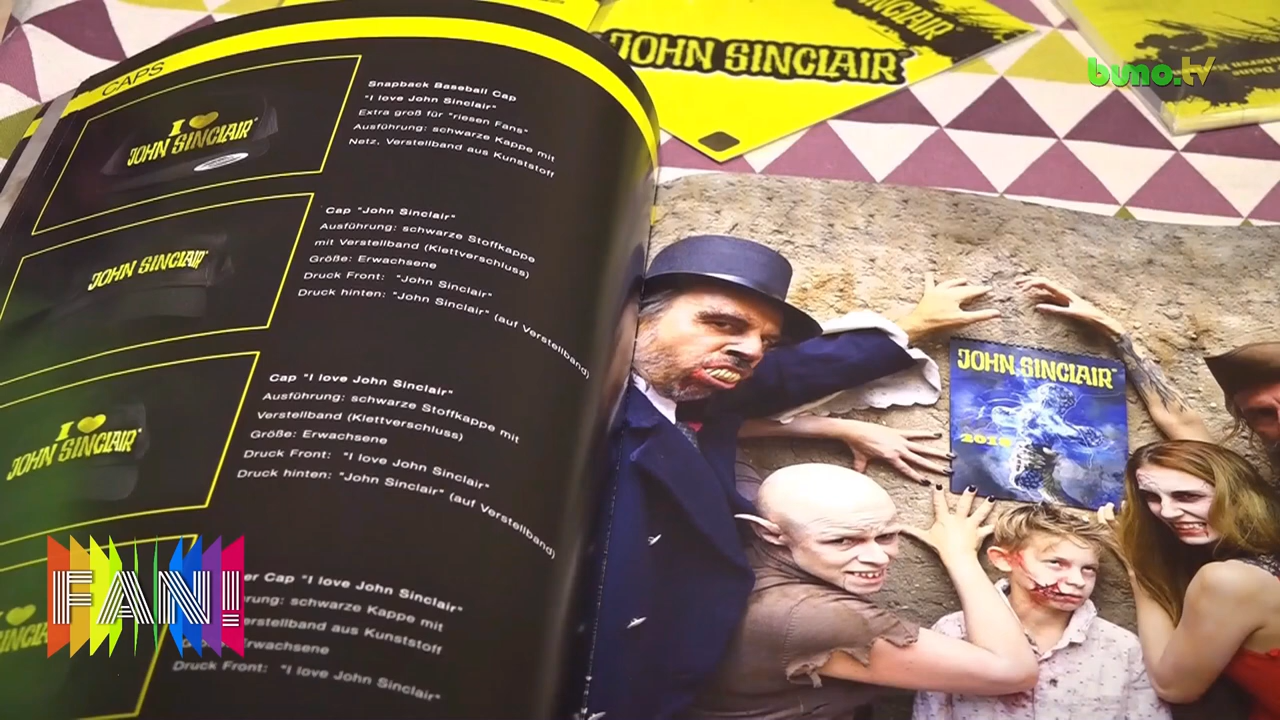 CAPS
I ♥
JOHN SINCLAIR®
Snapback Baseball Cap
"I love John Sinclair"
Extra groß für "riesen Fans"
Ausführung: schwarze Kappe mit
Netz, Verstellband aus Kunststoff
JOHN SINCLAIR®
Cap "John Sinclair"
Ausführung: schwarze Stoffkappe
mit Verstellband (Klettverschluss)
Größe: Erwachsene
Druck Front: "John Sinclair"
Druck hinten: "John Sinclair" (auf Verstellband)
I ♥
JOHN SINCLAIR®
Cap "I love John Sinclair"
Ausführung: schwarze Stoffkappe mit
Verstellband (Klettverschluss)
Größe: Erwachsene
Druck Front: "I love John Sinclair"
Druck hinten: "John Sinclair" (auf Verstellband)
Cap "I love John Sinclair"
schwarze Kappe mit
Verstellband aus Kunststoff
Erwachsene
Druck Front: "I love John Sinclair"
JOHN SINCLAIR®
SINCLAIR®
bumo.tv
JOHN SINCLAIR®
FAN!